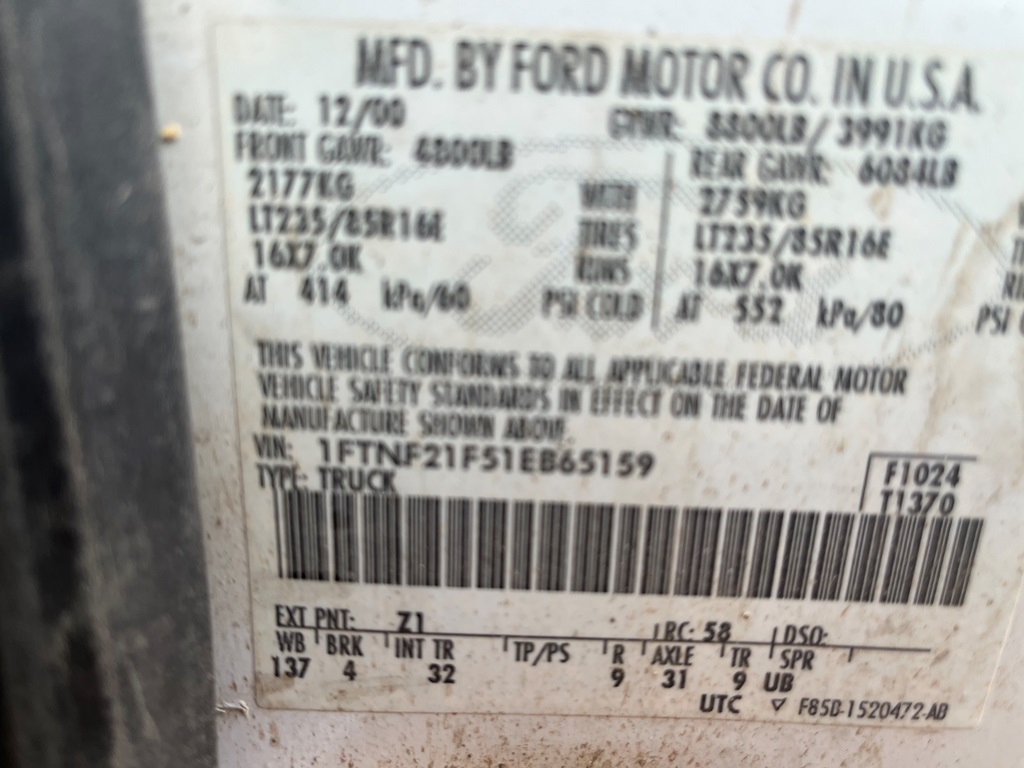 MFD. BY FORD MOTOR CO. IN U.S.A.
DATE: 12/00 GVWR: 8800LB/ 3991KG
FRONT GAWR: 4800LB REAR GAWR: 6084LB
2177KG WITH 2759KG
LT235/85R16E TIRES LT235/85R16E
16X7.0K RIMS 16X7.0K
AT 414 kPa/60 PSI COLD AT 552 kPa/80 PSI
THIS VEHICLE CONFORMS TO ALL APPLICABLE FEDERAL MOTOR
VEHICLE SAFETY STANDARDS IN EFFECT ON THE DATE OF
MANUFACTURE SHOWN ABOVE.
VIN: 1FTNF21F51EB65159 F1024
TYPE: TRUCK T1370
EXT PNT: Z1 RC: 58 DSO:
WB BRK INT TR TP/PS R AXLE TR SPR
137 4 32 9 31 9 UB
UTC ▽ F85B-1520472-AB